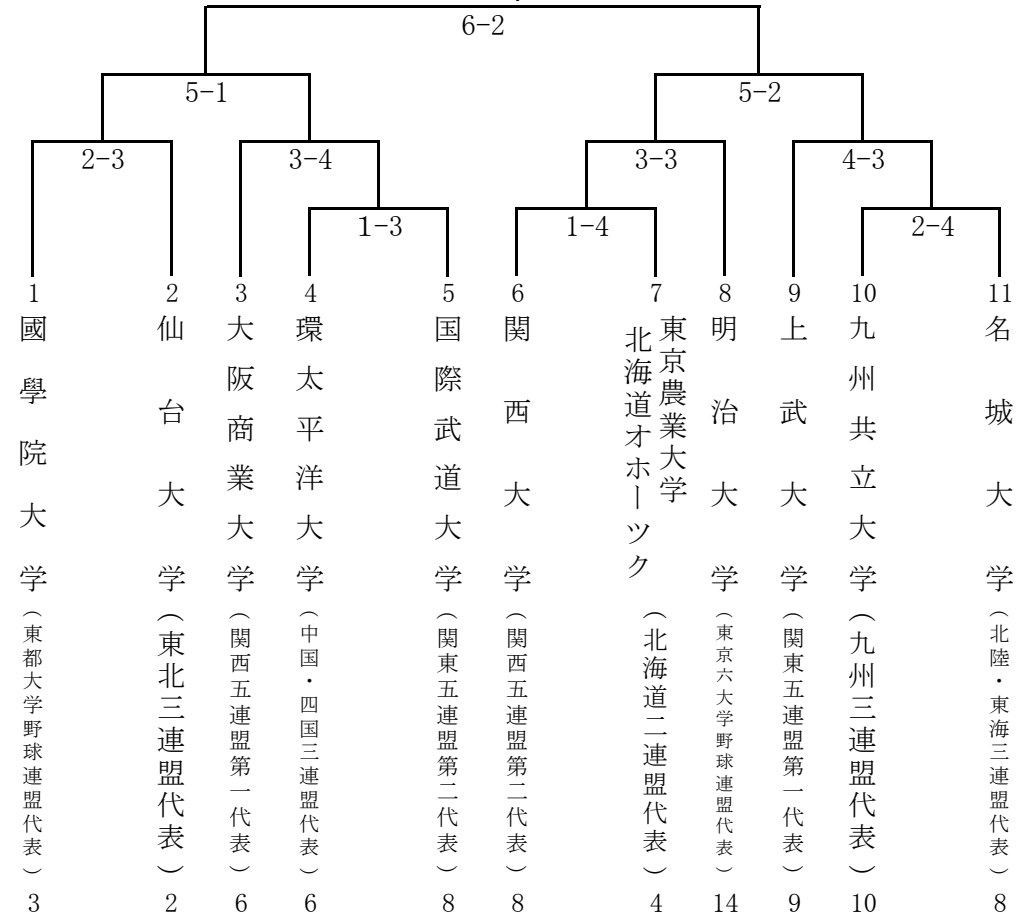 6-2
5-1
5-2
2-3
3-4
3-3
4-3
1-3
1-4
2-4
1
2
3
4
5
6
7
8
9
10
11
國學院大学(東都大学野球連盟代表)
仙台大学(東北三連盟代表)
大阪商業大学(関西五連盟第一代表)
環太平洋大学(中国・四国三連盟代表)
国際武道大学(関東五連盟第二代表)
関西大学(関西五連盟第二代表)
東京農業大学
北海道オホーツク(北海道二連盟代表)
明治大学(東京六大学野球連盟代表)
上武大学(関東五連盟第一代表)
九州共立大学(九州三連盟代表)
名城大学(北陸・東海三連盟代表)
3
2
6
6
8
8
4
14
9
10
8